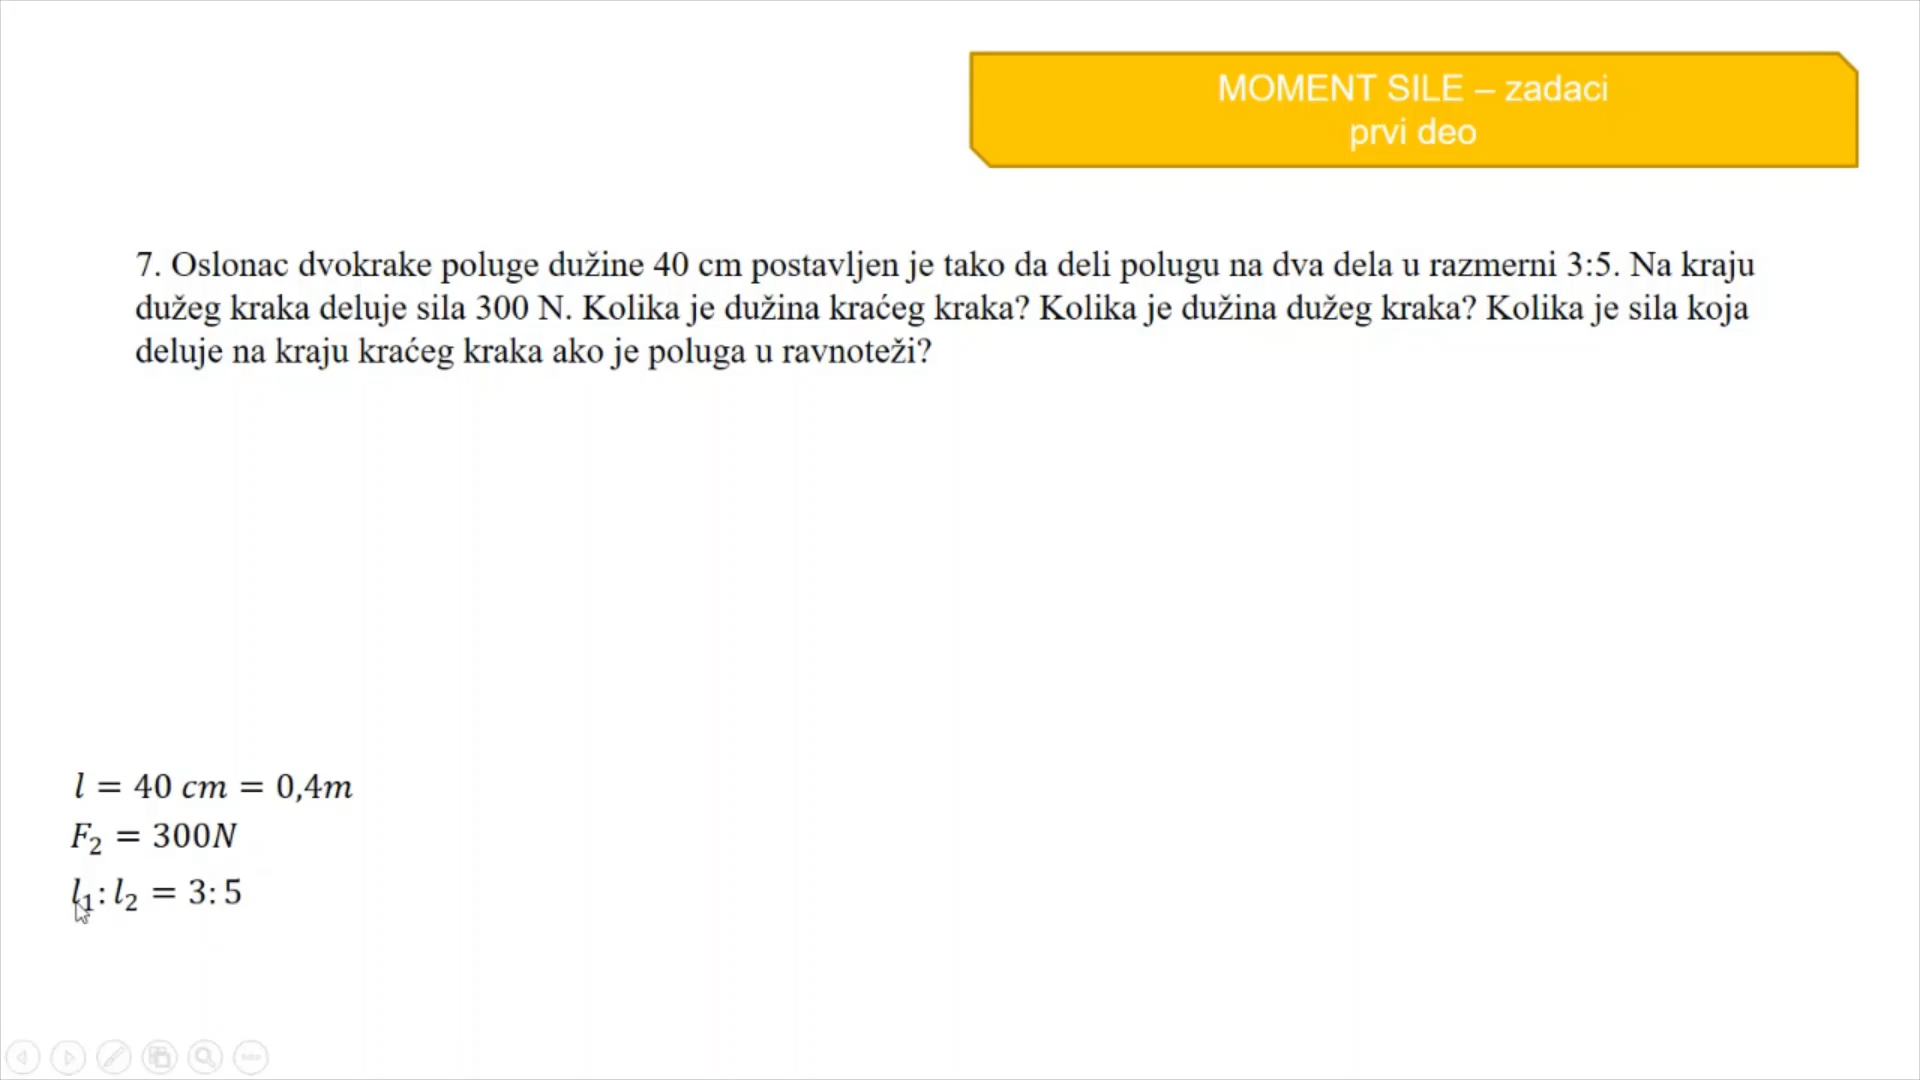 MOMENT SILE – zadaci
prvi deo
7. Oslonac dvokrake poluge dužine 40 cm postavljen je tako da deli polugu na dva dela u razmerni 3:5. Na kraju
dužeg kraka deluje sila 300 N. Kolika je dužina kraćeg kraka? Kolika je dužina dužeg kraka? Kolika je sila koja
deluje na kraju kraćeg kraka ako je poluga u ravnoteži?
l = 40 cm = 0,4m
F₂ = 300N
l₁: l₂ = 3: 5